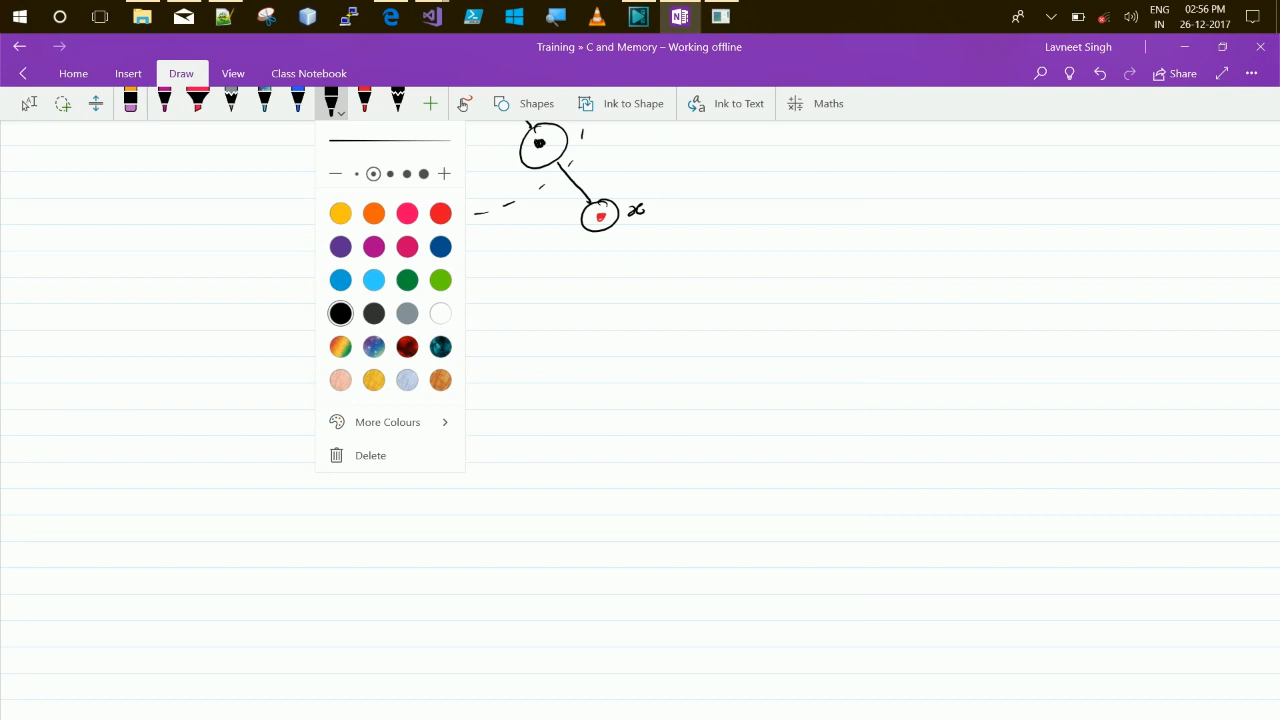 ENG
02:56 PM
IN
26-12-2017
Training » C and Memory – Working offline
Lavneet Singh
Home
Insert
Draw
View
Class Notebook
Share
Shapes
Ink to Shape
Ink to Text
Maths
x
More Colours
Delete